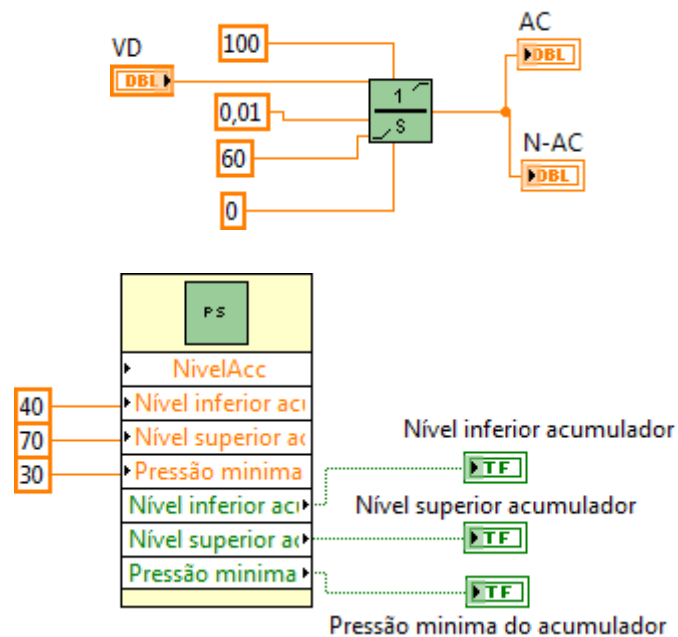 AC
VD
100
DBL
DBL
1
S
0,01
60
N-AC
DBL
0
PS
NivelAcc
40
Nível inferior acu
70
Nível superior ac
30
Pressão minima
Nível inferior acu
Nível superior ac
Pressão minima
Nível inferior acumulador
TF
Nível superior acumulador
TF
TF
Pressão minima do acumulador